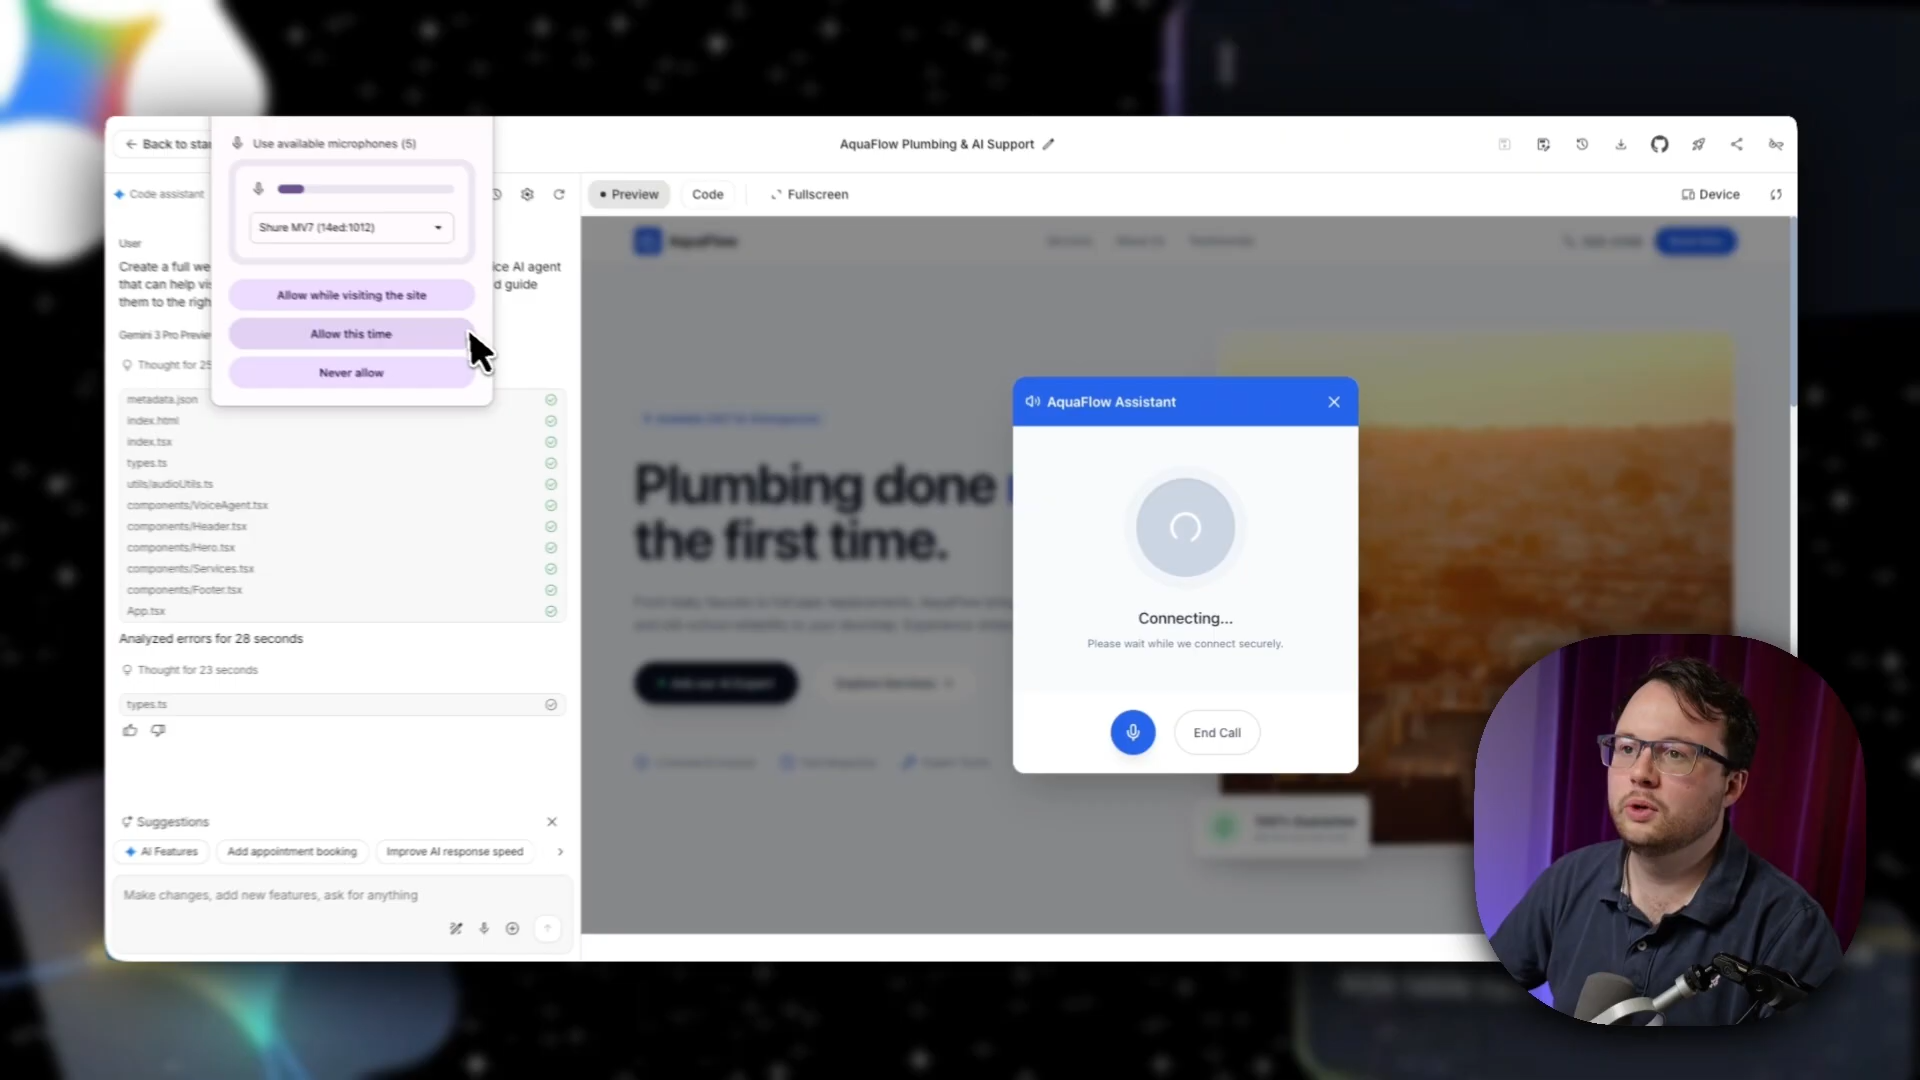 Back to star
Use available microphones (5)
AquaFlow Plumbing & AI Support
Code assistant
Shure MV7 (14ed:1012)
Preview
Code
Fullscreen
Device
User
Create a full we
ice AI agent
that can help vis
d guide
them to the righ
Allow while visiting the site
Allow this time
Never allow
Gemini 3 Pro Preview
Thought for 25
metadata.json
index.html
index.tsx
types.ts
utils/audioUtils.ts
components/VoiceAgent.tsx
components/Header.tsx
components/Hero.tsx
components/Services.tsx
components/Footer.tsx
App.tsx
Analyzed errors for 28 seconds
Thought for 23 seconds
types.ts
Suggestions
AI Features
Add appointment booking
Improve AI response speed
Make changes, add new features, ask for anything
AquaFlow
Plumbing done
the first time.
AquaFlow Assistant
Connecting...
Please wait while we connect securely.
End Call